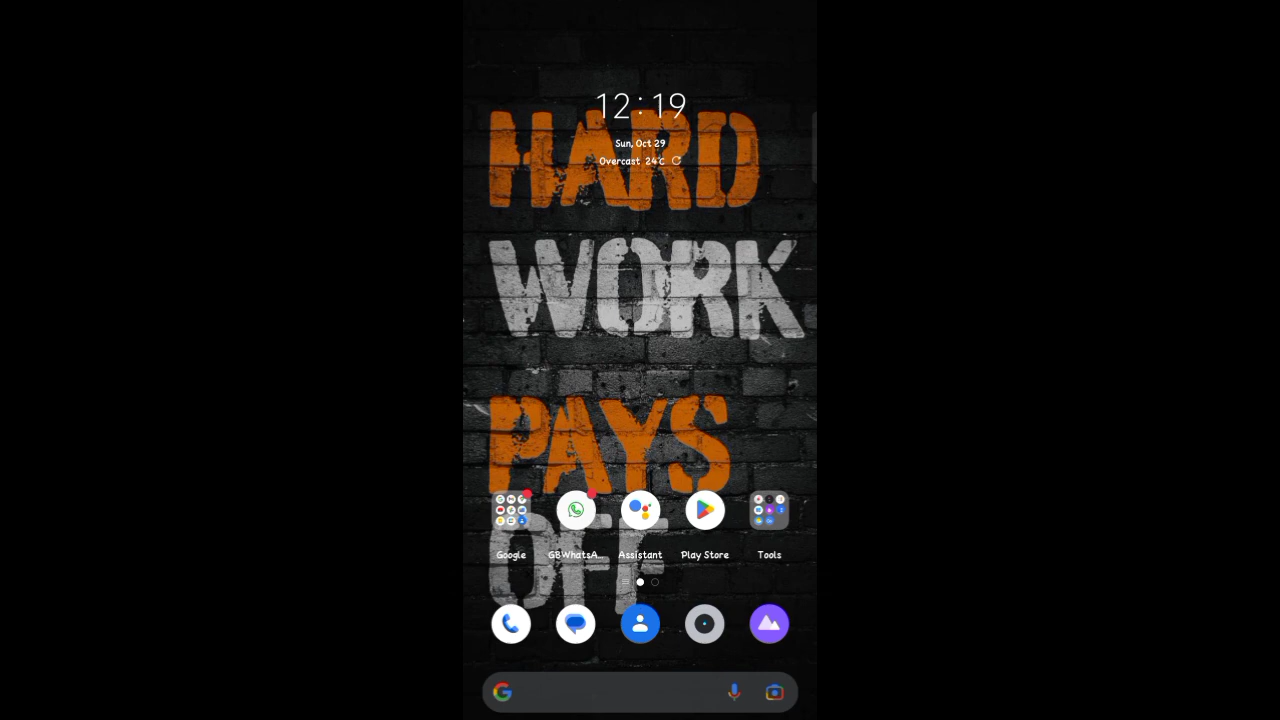 12:19
HARD
Sun, Oct 29
Overcast 24°C
WORK
PAYS
OFF
Google
GBWhatsA...
Assistant
Play Store
Tools